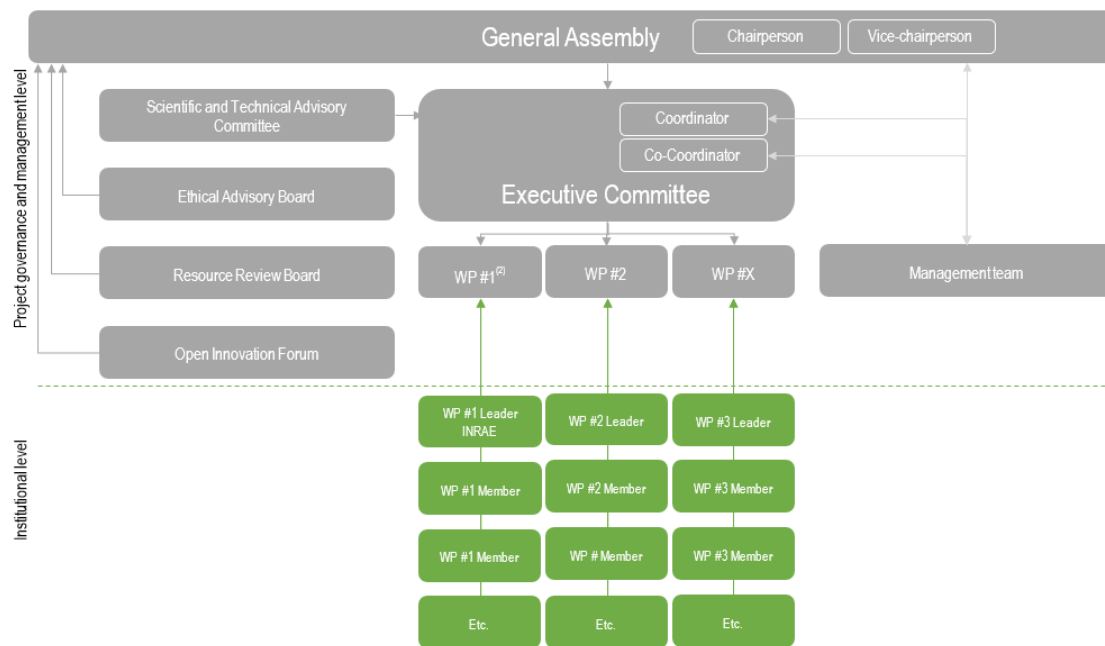 General Assembly
Chairperson
Vice-chairperson
Project governance and management level
Scientific and Technical Advisory
Committee
Coordinator
Co-Coordinator
Executive Committee
Ethical Advisory Board
Resource Review Board
WP #1(2)
WP #2
WP #X
Management team
Open Innovation Forum
Institutional level
WP #1 Leader
INRAE
WP #2 Leader
WP #3 Leader
WP #1 Member
WP #2 Member
WP #3 Member
WP #1 Member
WP # Member
WP #3 Member
Etc.
Etc.
Etc.